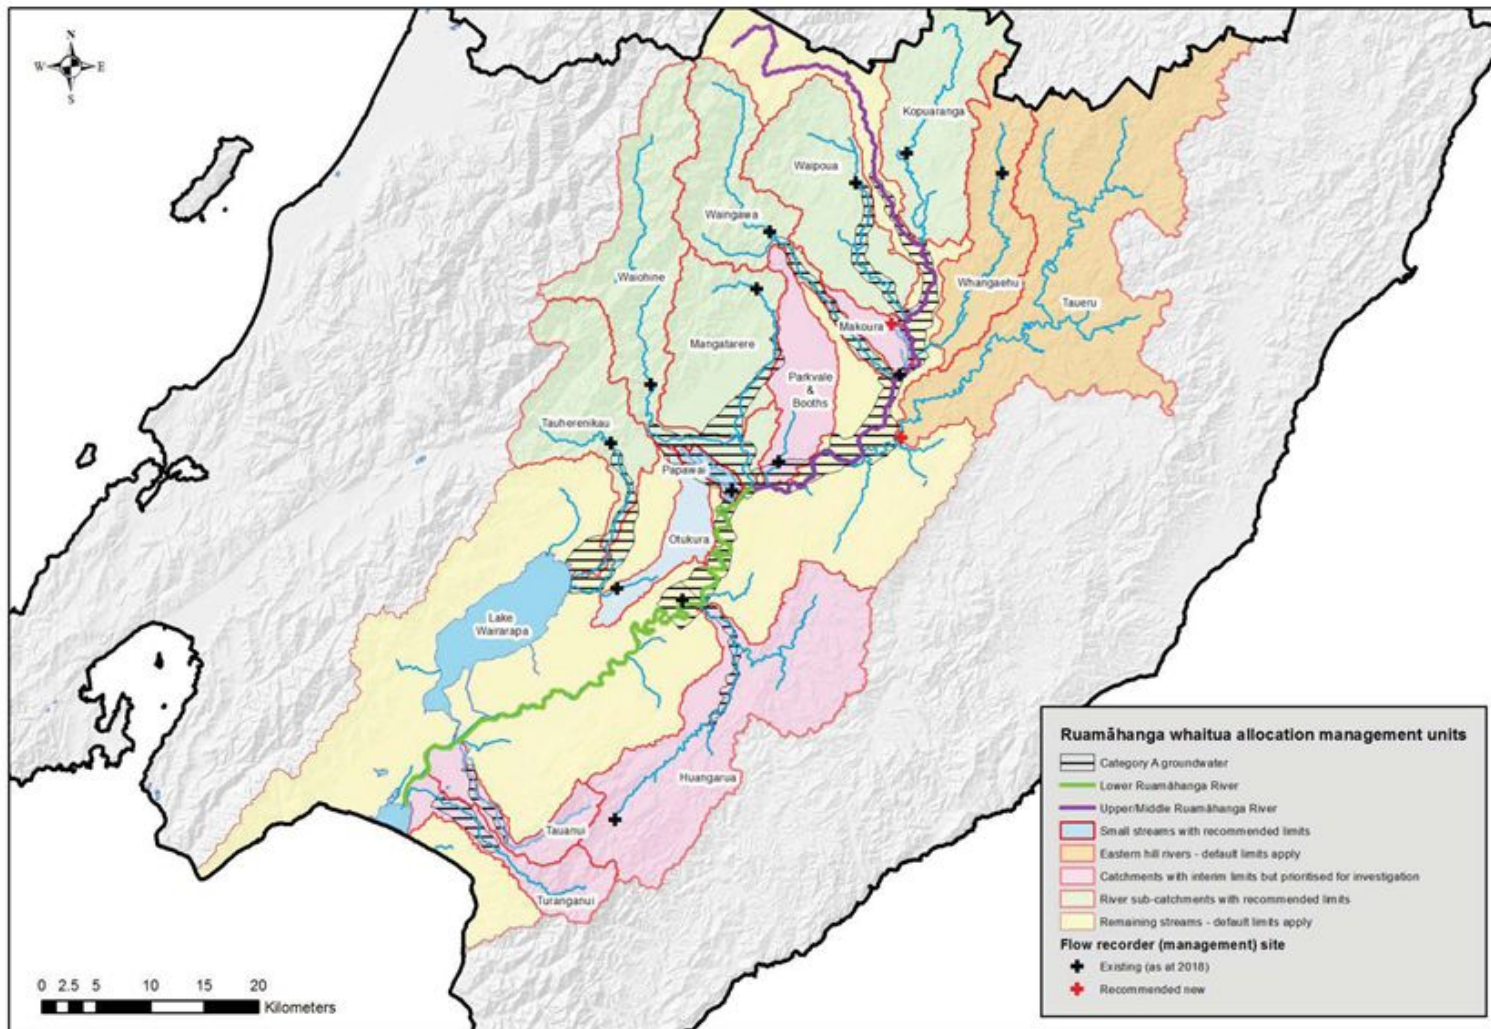 N
W E
S
Kopuaranga
Waipoua
Waingawa
Waiohine
Whangaehu
Taueru
Makoura
Mangatarere
Parkvale
&
Booths
Tauherenikau
Papawai
Otukura
Lake
Wairarapa
Huangarua
Tauanui
Turanganui
Ruamāhanga whaitua allocation management units
Category A groundwater
Lower Ruamāhanga River
Upper/Middle Ruamāhanga River
Small streams with recommended limits
Eastern hill rivers - default limits apply
Catchments with interim limits but prioritised for investigation
River sub-catchments with recommended limits
Remaining streams - default limits apply
Flow recorder (management) site
Existing (as at 2018)
Recommended new
0 2.5 5 10 15 20
Kilometers